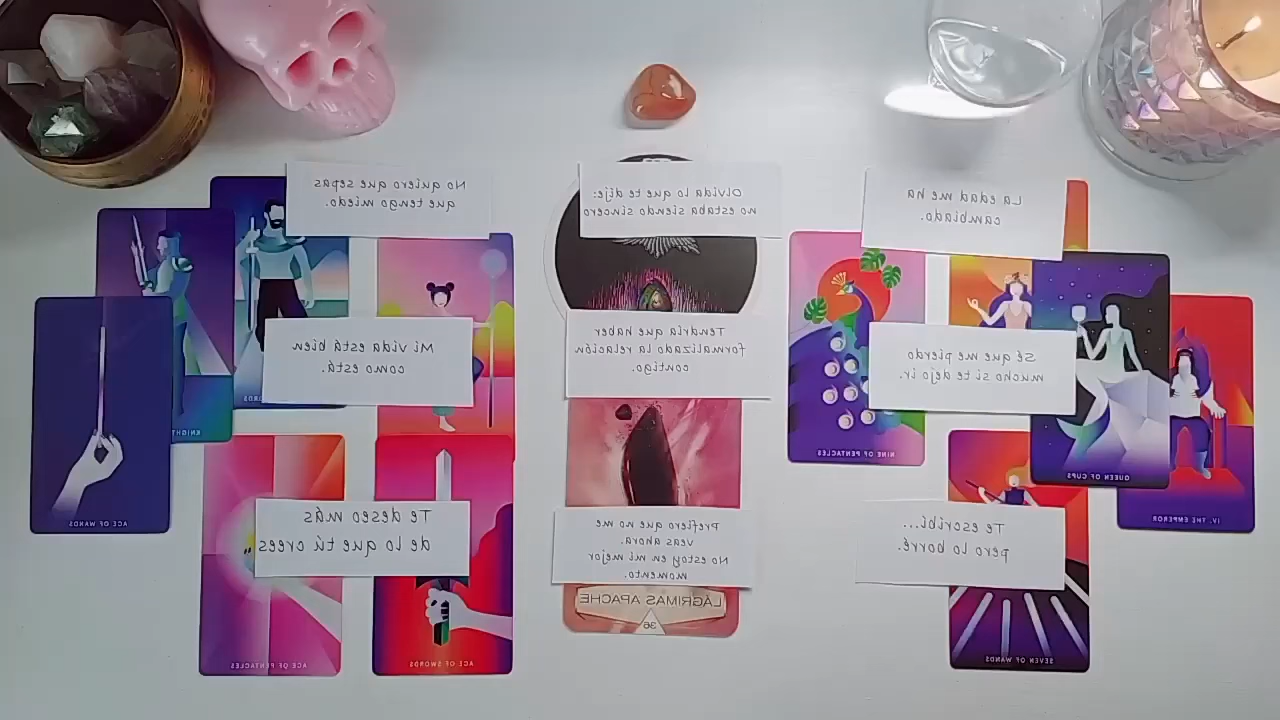 No quiero que sepas
que tengo miedo.
Olvida lo que te dije:
no estaba siendo sincero
La edad me ha
cambiado.
Mi vida está bien
como está.
Tendría que haber
formalizado la relación
contigo.
Sé que me pierdo
mucho si te dejo ir.
KNIGHT
NINE OF PENTACLES
QUEEN OF CUPS
ACE OF WANDS
IV. THE EMPEROR
Te deseo más
de lo que tú crees
Prefiero que no me
veas ahora.
No estoy en mi mejor
momento.
Te escribí...
pero lo borré.
LÁGRIMAS APACHE
36
ACE OF PENTACLES
ACE OF SWORDS
SEVEN OF WANDS